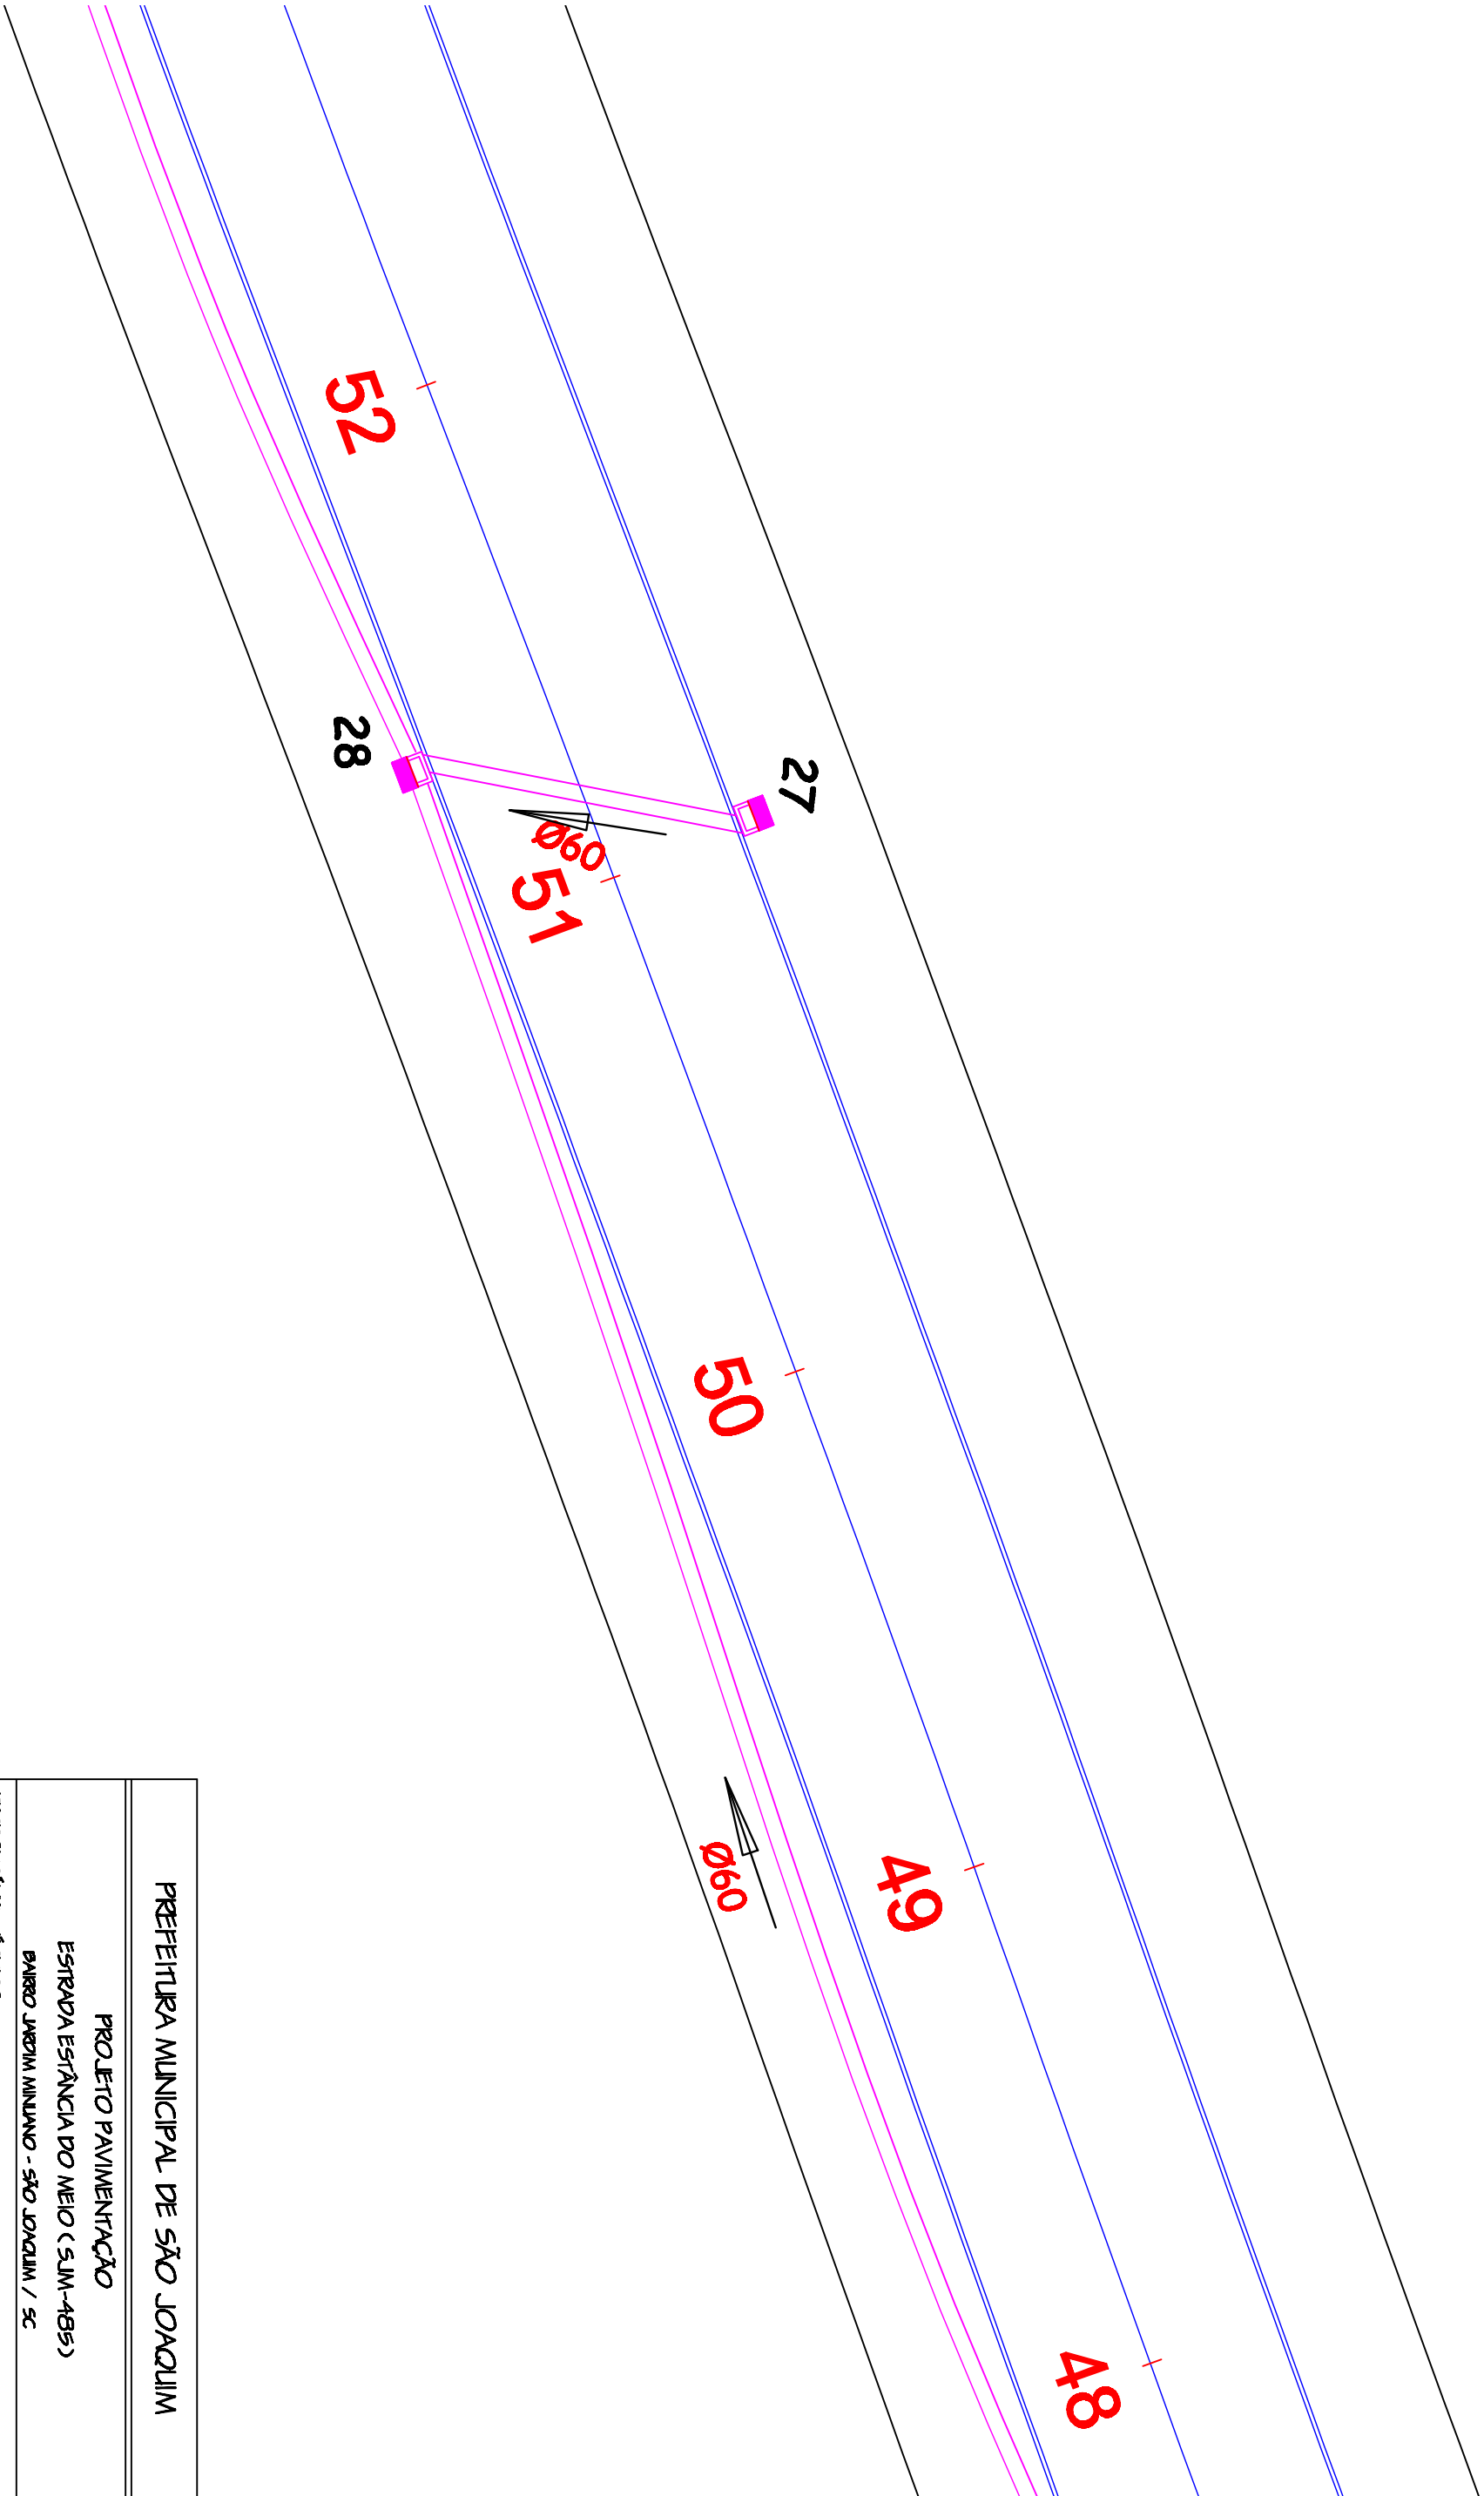 52
28
27
ø60
51
50
ø60
49
48
PREFEITURA MUNICIPAL DE SÃO JOAQUIM
PROJETO PAVIMENTAÇÃO
ESTRADA ESTÂNCIA DO MEIO ( SJM-485)
BAIRRO JARDIM MINUANO - SÃO JOAQUIM / SC